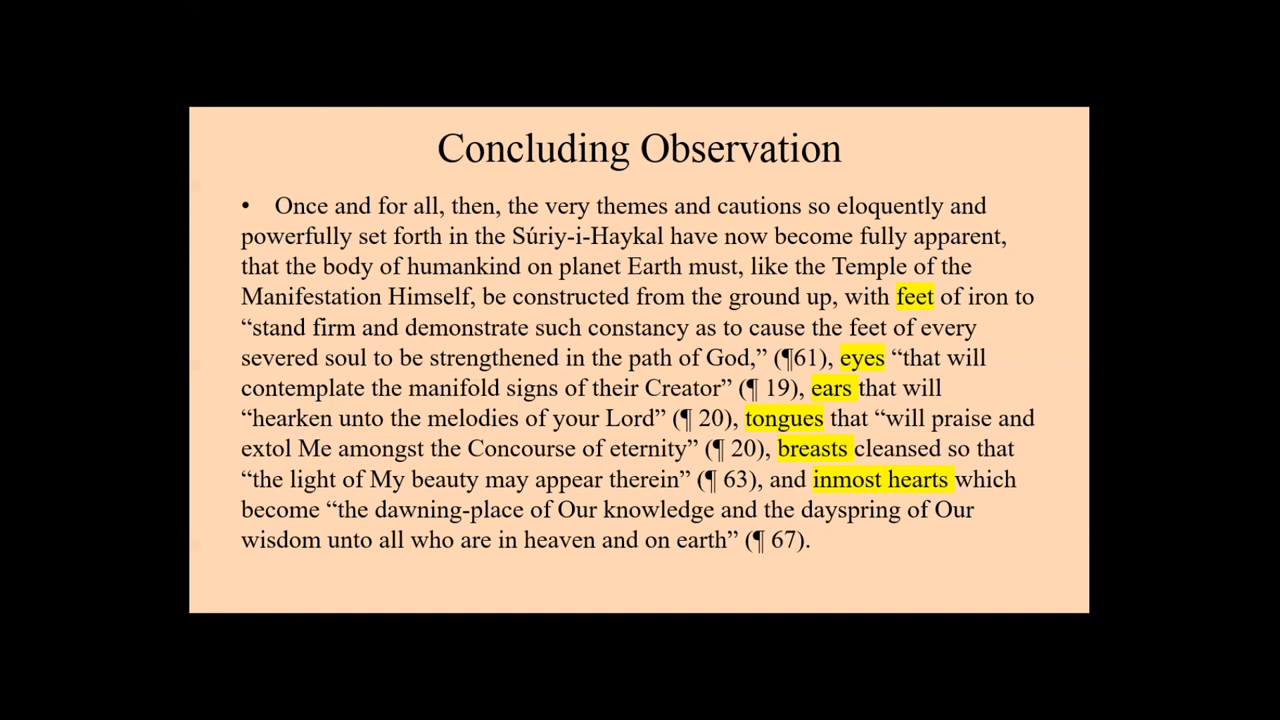 Concluding Observation
• Once and for all, then, the very themes and cautions so eloquently and
powerfully set forth in the Súriy-i-Haykal have now become fully apparent,
that the body of humankind on planet Earth must, like the Temple of the
Manifestation Himself, be constructed from the ground up, with feet of iron to
“stand firm and demonstrate such constancy as to cause the feet of every
severed soul to be strengthened in the path of God,” (¶61), eyes “that will
contemplate the manifold signs of their Creator” (¶ 19), ears that will
“hearken unto the melodies of your Lord” (¶ 20), tongues that “will praise and
extol Me amongst the Concourse of eternity” (¶ 20), breasts cleansed so that
“the light of My beauty may appear therein” (¶ 63), and inmost hearts which
become “the dawning-place of Our knowledge and the dayspring of Our
wisdom unto all who are in heaven and on earth” (¶ 67).